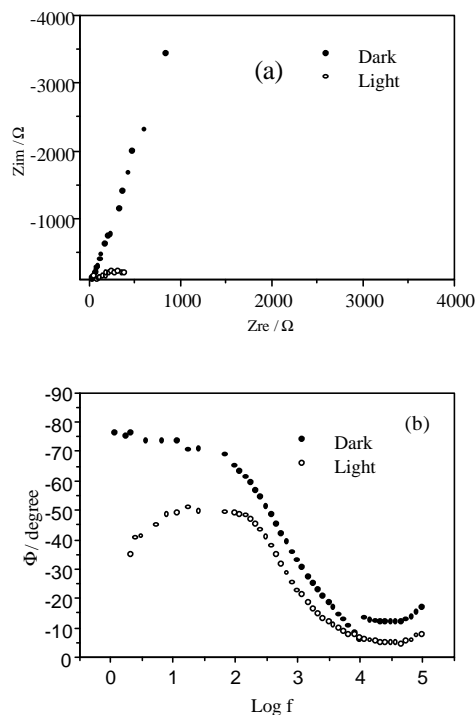 -4000
(a)
Dark
Light
-3000
-2000
-1000
Zim / Ω
0
1000
2000
3000
4000
Zre / Ω
-90
(b)
-80
-70
Dark
Light
-60
-50
-40
-30
-20
-10
0
Φ/ degree
0
1
2
3
4
5
Log f